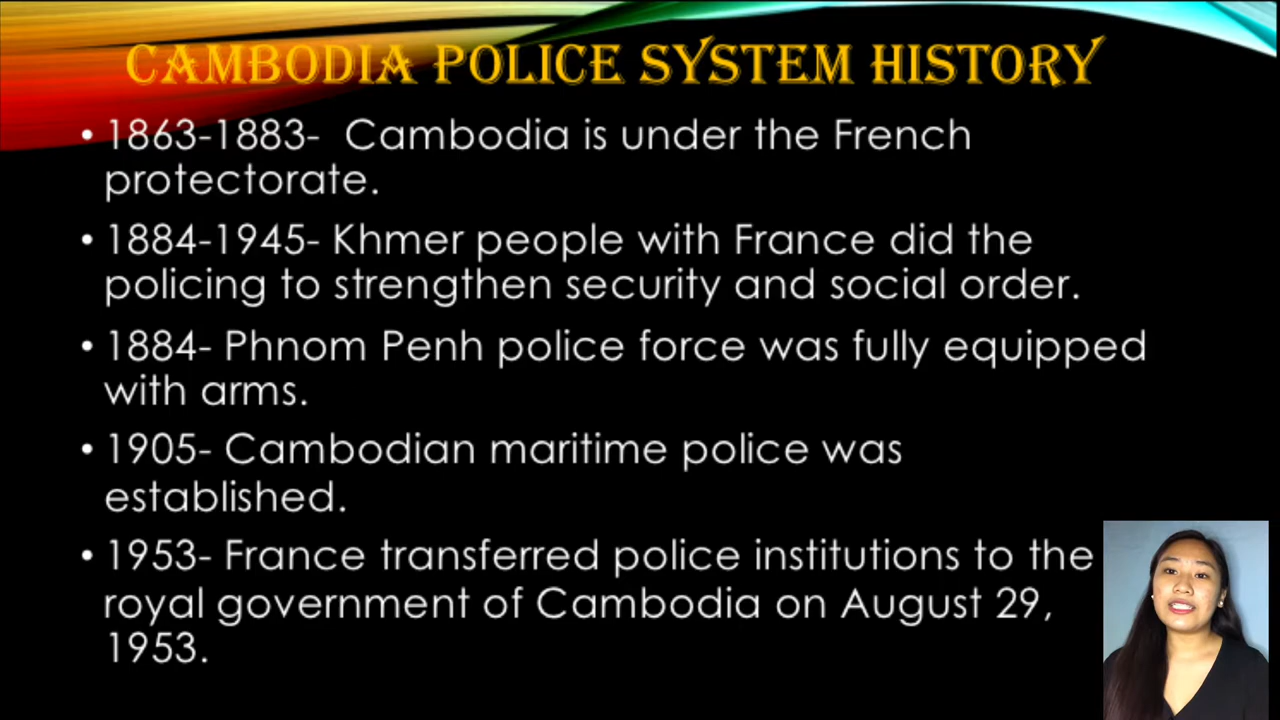 CAMBODIA POLICE SYSTEM HISTORY
• 1863-1883- Cambodia is under the French
protectorate.
• 1884-1945- Khmer people with France did the
policing to strengthen security and social order.
• 1884- Phnom Penh police force was fully equipped
with arms.
• 1905- Cambodian maritime police was
established.
• 1953- France transferred police institutions to the
royal government of Cambodia on August 29,
1953.